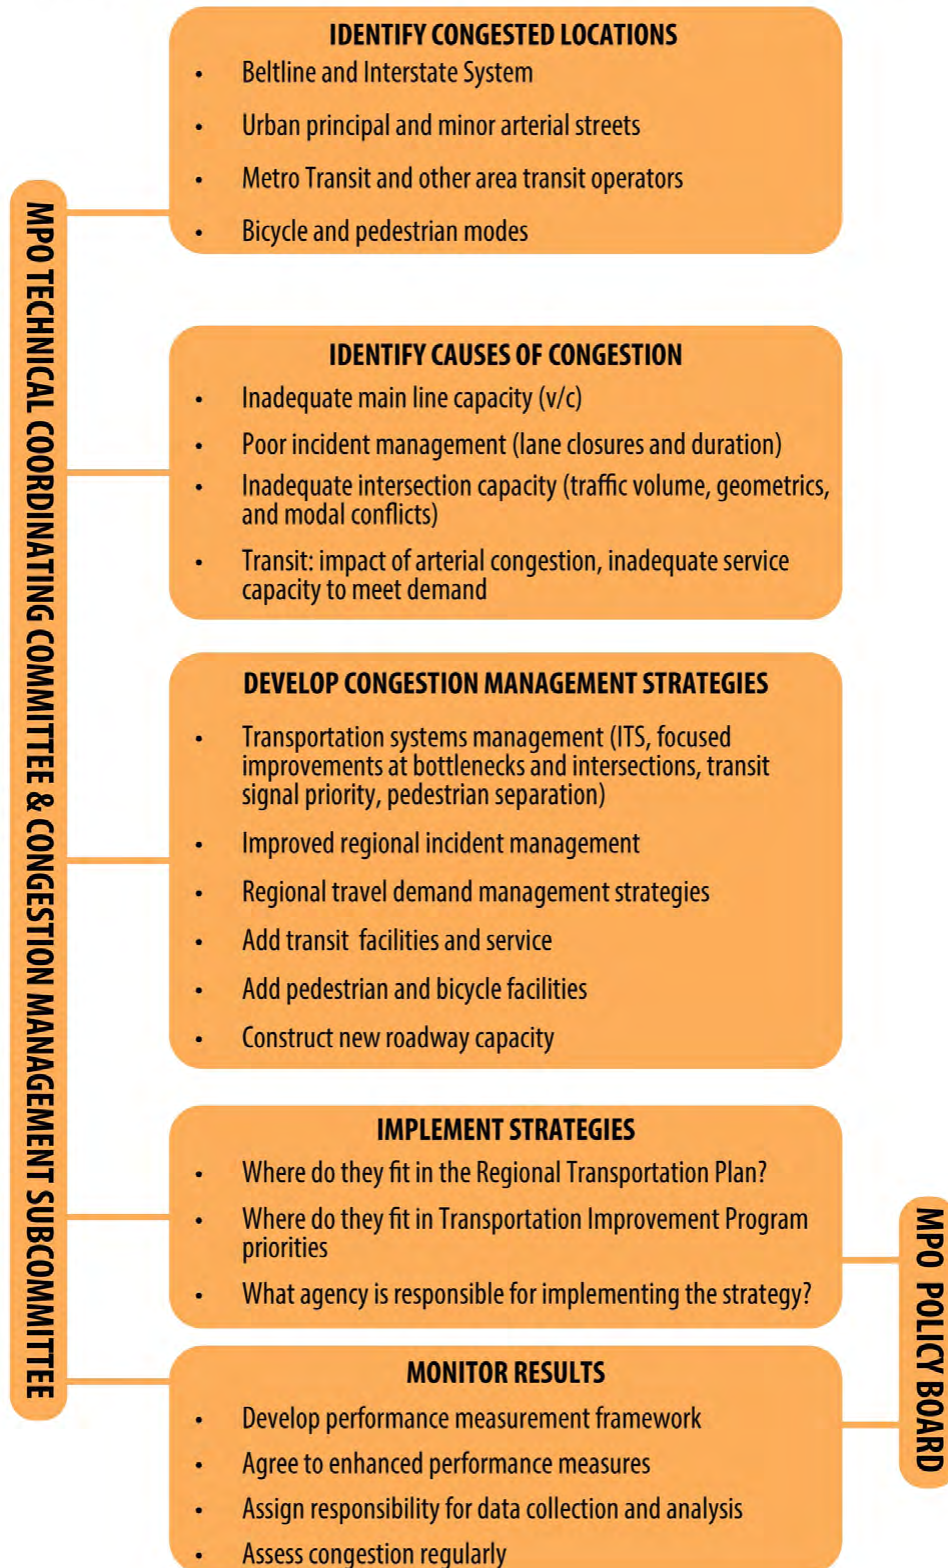 MPO TECHNICAL COORDINATING COMMITTEE & CONGESTION MANAGEMENT SUBCOMMITTEE
IDENTIFY CONGESTED LOCATIONS
• Beltline and Interstate System
• Urban principal and minor arterial streets
• Metro Transit and other area transit operators
• Bicycle and pedestrian modes
IDENTIFY CAUSES OF CONGESTION
• Inadequate main line capacity (v/c)
• Poor incident management (lane closures and duration)
• Inadequate intersection capacity (traffic volume, geometrics,
and modal conflicts)
• Transit: impact of arterial congestion, inadequate service
capacity to meet demand
DEVELOP CONGESTION MANAGEMENT STRATEGIES
• Transportation systems management (ITS, focused
improvements at bottlenecks and intersections, transit
signal priority, pedestrian separation)
• Improved regional incident management
• Regional travel demand management strategies
• Add transit facilities and service
• Add pedestrian and bicycle facilities
• Construct new roadway capacity
IMPLEMENT STRATEGIES
• Where do they fit in the Regional Transportation Plan?
• Where do they fit in Transportation Improvement Program
priorities
• What agency is responsible for implementing the strategy?
MONITOR RESULTS
• Develop performance measurement framework
• Agree to enhanced performance measures
• Assign responsibility for data collection and analysis
• Assess congestion regularly
MPO POLICY BOARD